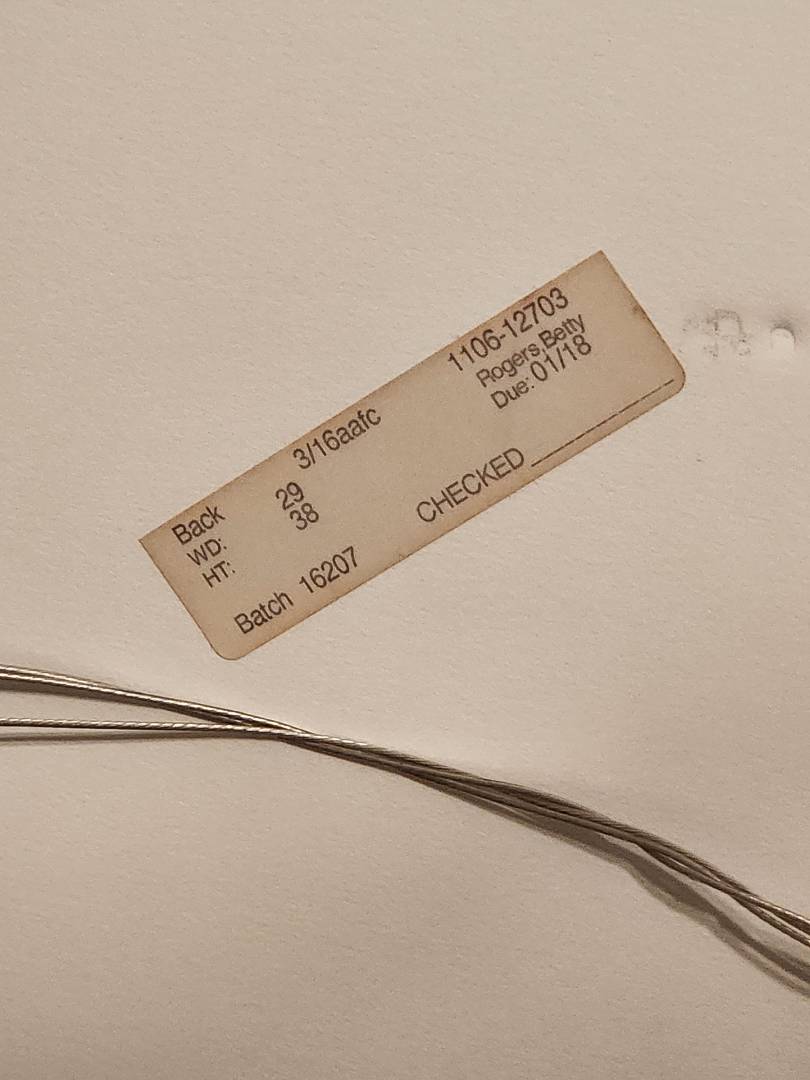 1106-12703
Rogers,Betty
Due: 01/18
Back 3/16aafc
WD: 29
HT: 38
CHECKED
Batch 16207